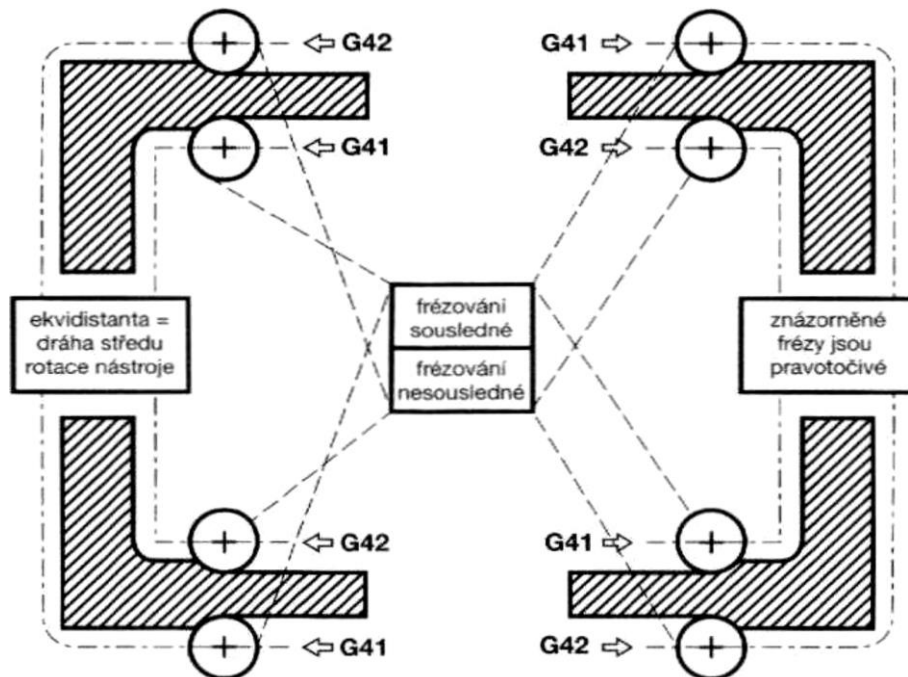 G42
G41
G41
G42
ekvidistanta =
dráha středu
rotace nástroje
frézování
sousledné
frézování
nesousledné
znázorněné
frézy jsou
pravotočivé
G42
G41
G41
G42